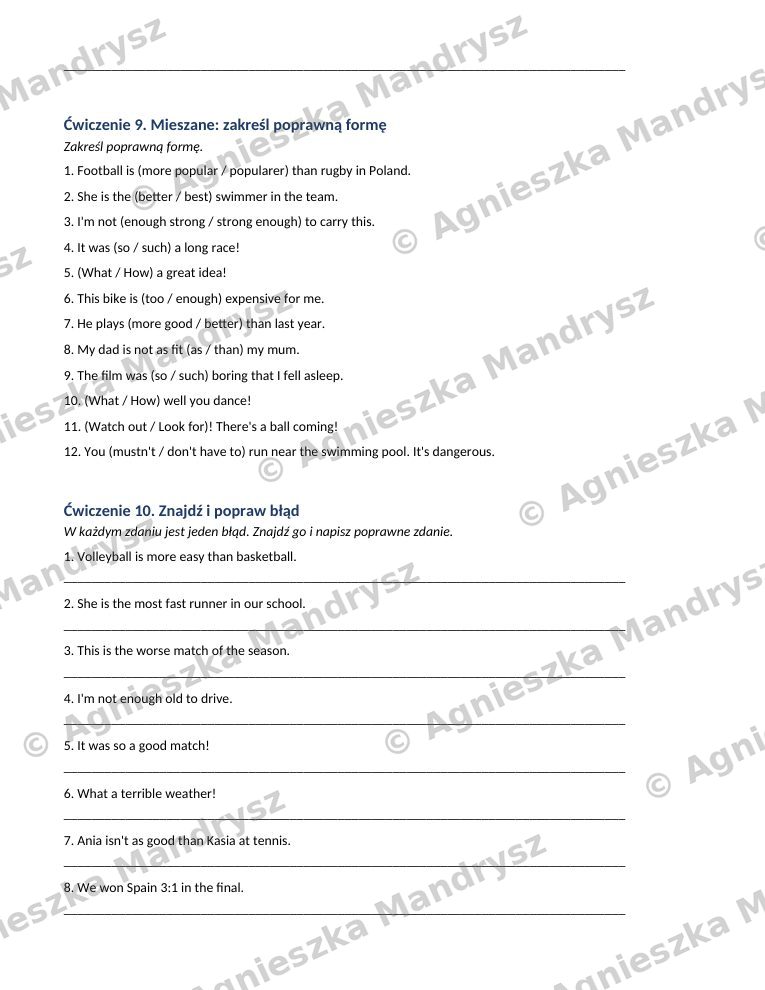 Ćwiczenie 9. Mieszane: zakreśl poprawną formę
Zakreśl poprawną formę.
1. Football is (more popular / popularer) than rugby in Poland.
2. She is the (better / best) swimmer in the team.
3. I'm not (enough strong / strong enough) to carry this.
4. It was (so / such) a long race!
5. (What / How) a great idea!
6. This bike is (too / enough) expensive for me.
7. He plays (more good / better) than last year.
8. My dad is not as fit (as / than) my mum.
9. The film was (so / such) boring that I fell asleep.
10. (What / How) well you dance!
11. (Watch out / Look for)! There's a ball coming!
12. You (mustn't / don't have to) run near the swimming pool. It's dangerous.
Ćwiczenie 10. Znajdź i popraw błąd
W każdym zdaniu jest jeden błąd. Znajdź go i napisz poprawne zdanie.
1. Volleyball is more easy than basketball.
2. She is the most fast runner in our school.
3. This is the worse match of the season.
4. I'm not enough old to drive.
5. It was so a good match!
6. What a terrible weather!
7. Ania isn't as good than Kasia at tennis.
8. We won Spain 3:1 in the final.
© Agnieszka Mandrysz